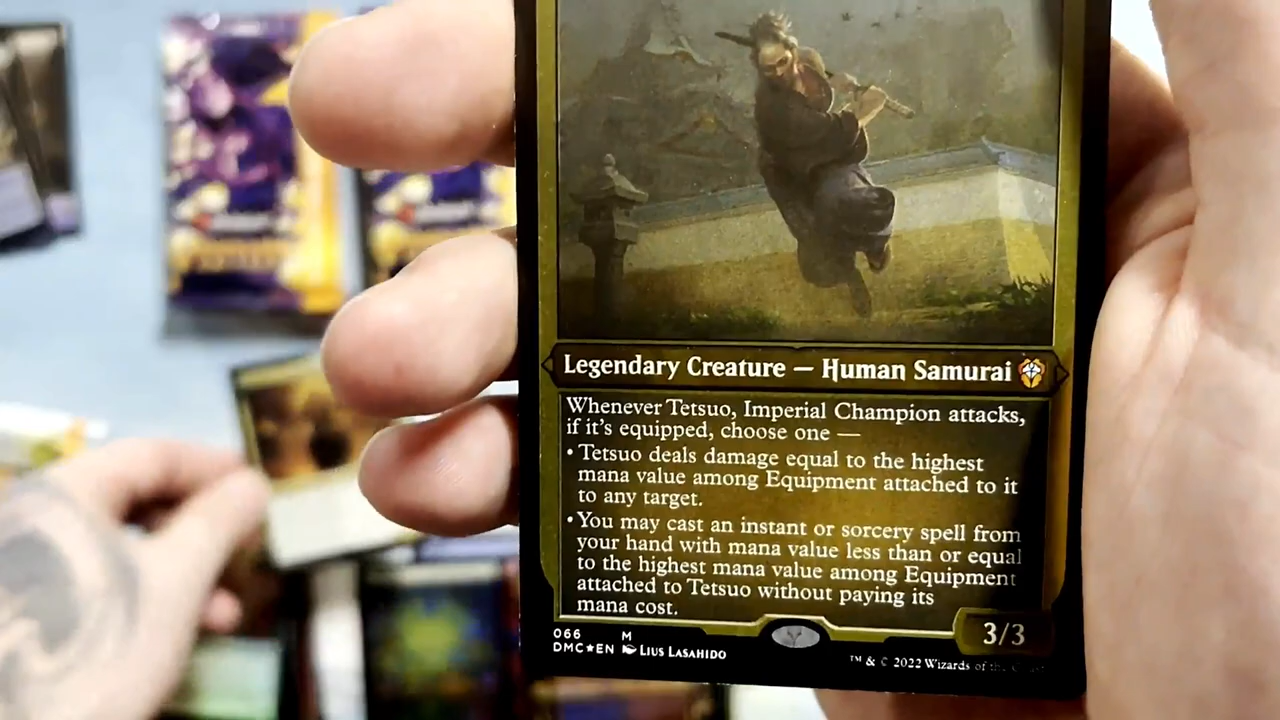 Legendary Creature — Human Samurai
Whenever Tetsuo, Imperial Champion attacks,
if it's equipped, choose one —
• Tetsuo deals damage equal to the highest
mana value among Equipment attached to it
to any target.
• You may cast an instant or sorcery spell from
your hand with mana value less than or equal
to the highest mana value among Equipment
attached to Tetsuo without paying its
mana cost.
3/3
066 M
DMC★EN Lius Lasahido
™ & © 2022 Wizards of the